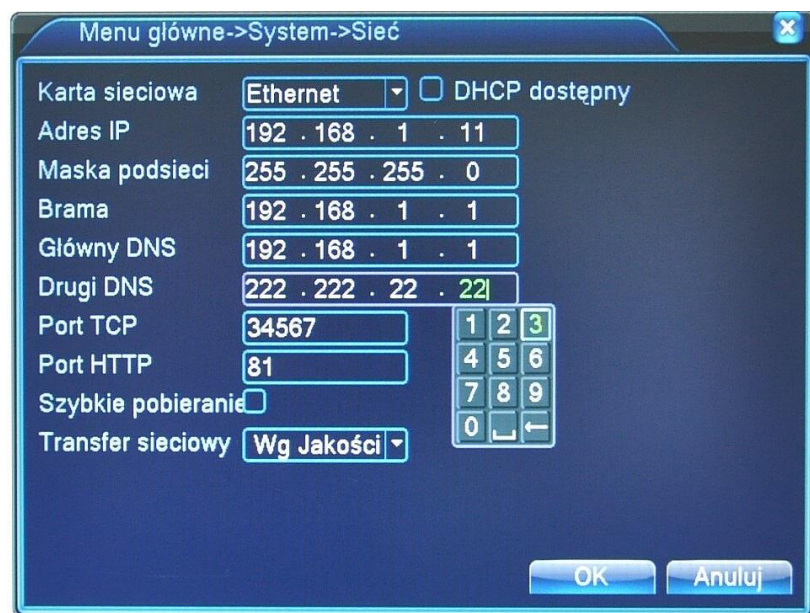 Menu główne->System->Sieć
Karta sieciowa Ethernet DHCP dostępny
Adres IP 192 . 168 . 1 . 11
Maska podsieci 255 . 255 . 255 . 0
Brama 192 . 168 . 1 . 1
Główny DNS 192 . 168 . 1 . 1
Drugi DNS 222 . 222 . 22 . 22
Port TCP 34567
1 2 3
Port HTTP 81
4 5 6
Szybkie pobieranie
7 8 9
Transfer sieciowy Wg Jakości
0
OK Anuluj